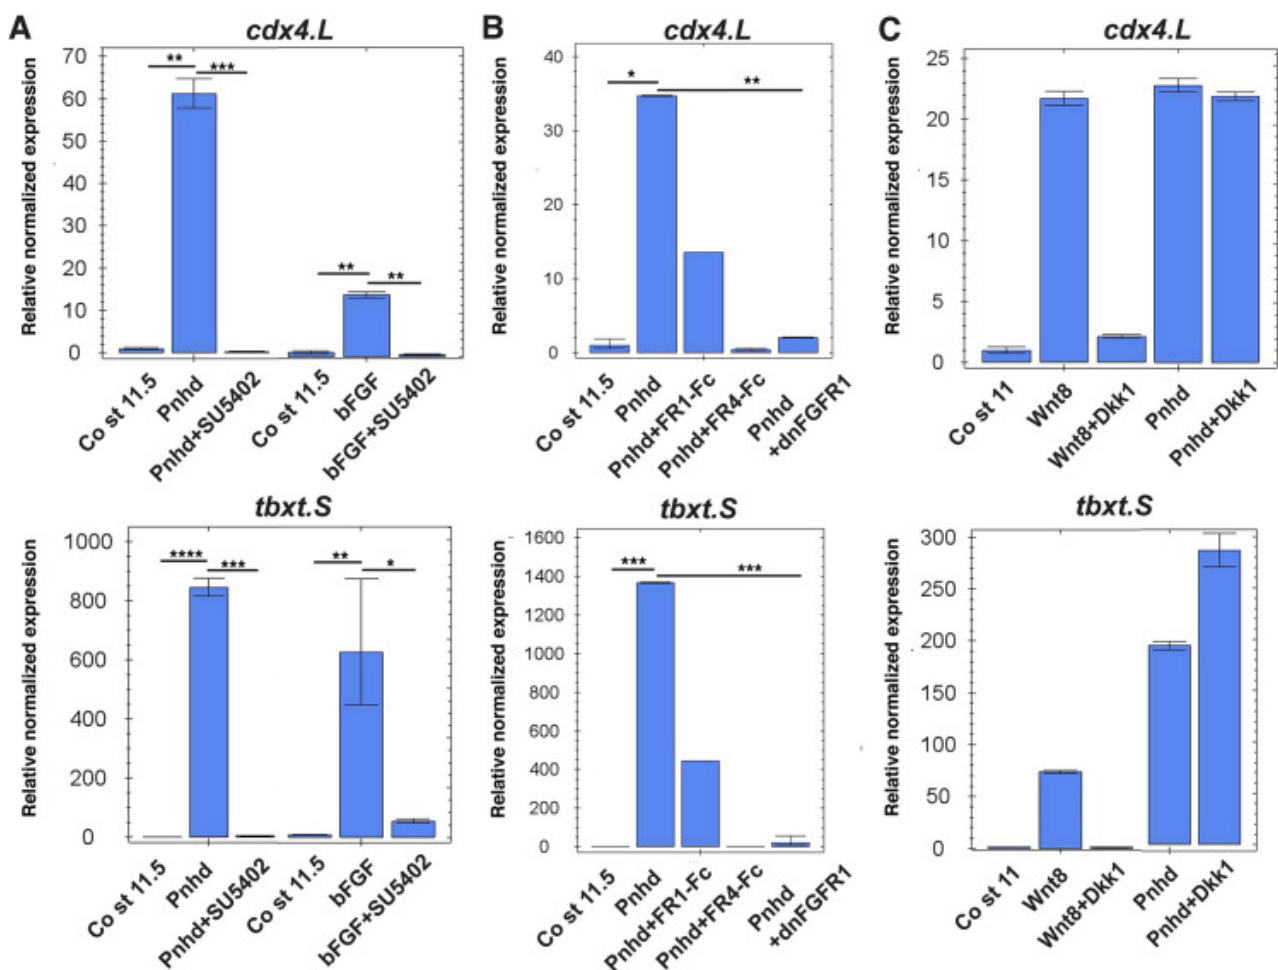 A
cdx4.L
Relative normalized expression
70
60
50
40
30
20
10
0
**
***
**
**
Co st 11.5
Pnhd
Pnhd+SU5402
Co st 11.5
bFGF
bFGF+SU5402
B
cdx4.L
Relative normalized expression
40
30
20
10
0
*
**
Co st 11.5
Pnhd
Pnhd+FR1-Fc
Pnhd+FR4-Fc
Pnhd
+dnFGFR1
C
cdx4.L
Relative normalized expression
25
20
15
10
5
0
Co st 11
Wnt8
Wnt8+Dkk1
Pnhd
Pnhd+Dkk1
tbxt.S
Relative normalized expression
1000
800
600
400
200
0
****
***
**
*
Co st 11.5
Pnhd
Pnhd+SU5402
Co st 11.5
bFGF
bFGF+SU5402
tbxt.S
Relative normalized expression
1600
1400
1200
1000
800
600
400
200
0
***
***
Co st 11.5
Pnhd
Pnhd+FR1-Fc
Pnhd+FR4-Fc
Pnhd
+dnFGFR1
tbxt.S
Relative normalized expression
300
250
200
150
100
50
0
Co st 11
Wnt8
Wnt8+Dkk1
Pnhd
Pnhd+Dkk1